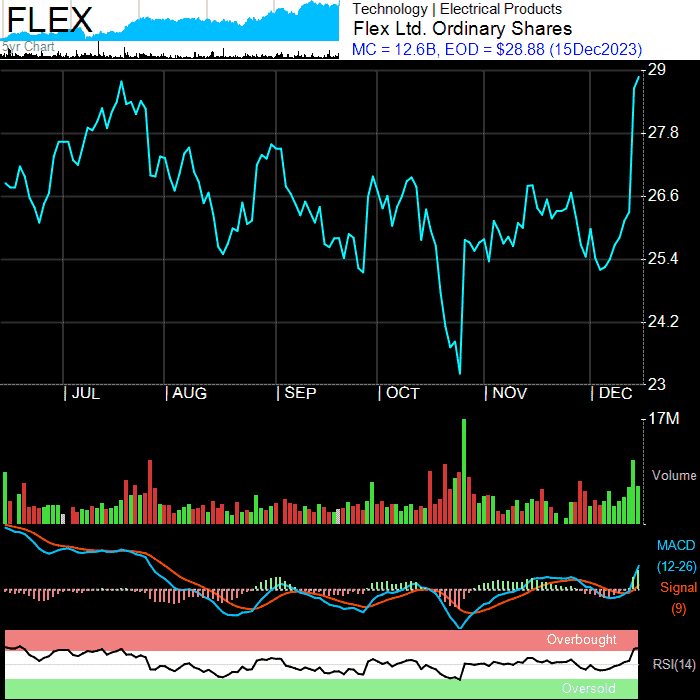 FLEX
5yr Chart
Technology | Electrical Products
Flex Ltd. Ordinary Shares
MC = 12.6B, EOD = $28.88 (15Dec2023)
29
27.8
26.6
25.4
24.2
23
| JUL | AUG | SEP | OCT | NOV | DEC
17M
Volume
MACD
(12-26)
Signal
(9)
Overbought
RSI(14)
Oversold